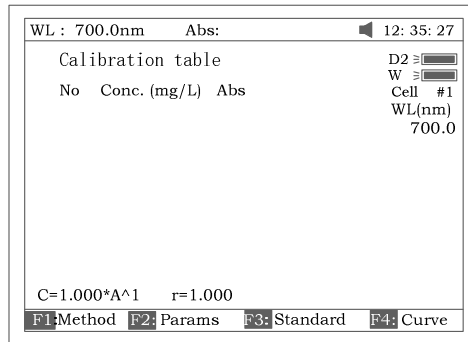 WL : 700.0nm Abs: 12: 35: 27
Calibration table
No Conc. (mg/L) Abs
D2
W
Cell #1
WL(nm)
700.0
C=1.000*A^1 r=1.000
F1:Method F2: Params F3: Standard F4: Curve